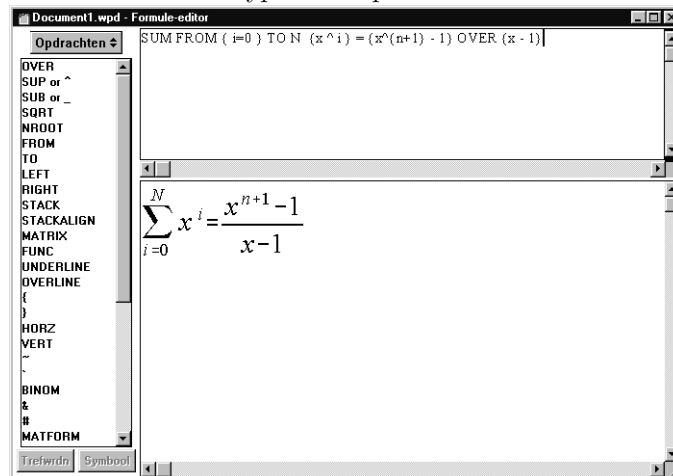 Document1.wpd - Formule-editor
Opdrachten
SUM FROM { i=0 } TO N {x ^ i } = {x^{n+1} - 1} OVER {x - 1}
OVER
SUP or ^
SUB or _
SQRT
NROOT
FROM
TO
LEFT
RIGHT
STACK
STACKALIGN
MATRIX
FUNC
UNDERLINE
OVERLINE
{
}
HORZ
VERT
~
`
BINOM
&
#
MATFORM
Trefwrdn Symbool
N
∑ x^i = (x^{n+1} − 1) / (x − 1)
i=0